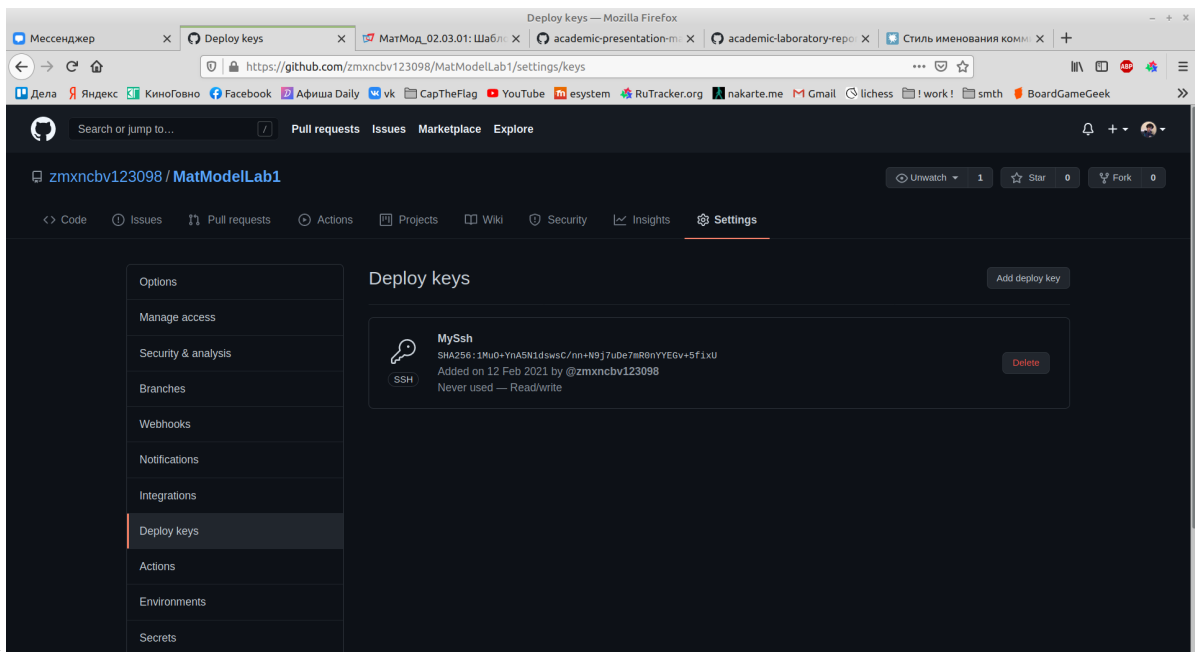 Deploy keys — Mozilla Firefox
Мессенджер Deploy keys МатМод_02.03.01: Шабло academic-presentation-ma academic-laboratory-repo Стиль именования комм
https://github.com/zmxncbv123098/MatModelLab1/settings/keys ABP
Дела Яндекс КиноГовно Facebook Афиша Daily vk CapTheFlag YouTube esystem RuTracker.org nakarte.me Gmail lichess ! work ! smth BoardGameGeek
Search or jump to... / Pull requests Issues Marketplace Explore
zmxncbv123098 / MatModelLab1 Unwatch 1 Star 0 Fork 0
Code Issues Pull requests Actions Projects Wiki Security Insights Settings
Options
Manage access
Security & analysis
Branches
Webhooks
Notifications
Integrations
Deploy keys
Actions
Environments
Secrets
Deploy keys Add deploy key
MySsh
SHA256:1MuO+YnA5N1dswsC/nn+N9j7uDe7mR0nYYEGv+5fixU
Added on 12 Feb 2021 by @zmxncbv123098
Never used — Read/write
SSH
Delete